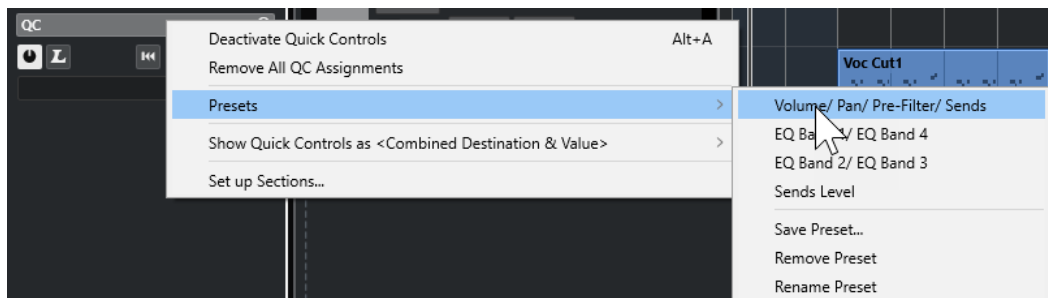 QC
L
Deactivate Quick Controls Alt+A
Remove All QC Assignments
Presets
Show Quick Controls as <Combined Destination & Value>
Set up Sections...
Voc Cut1
Volume/ Pan/ Pre-Filter/ Sends
EQ / EQ Band 4
EQ Band 2/ EQ Band 3
Sends Level
Save Preset...
Remove Preset
Rename Preset